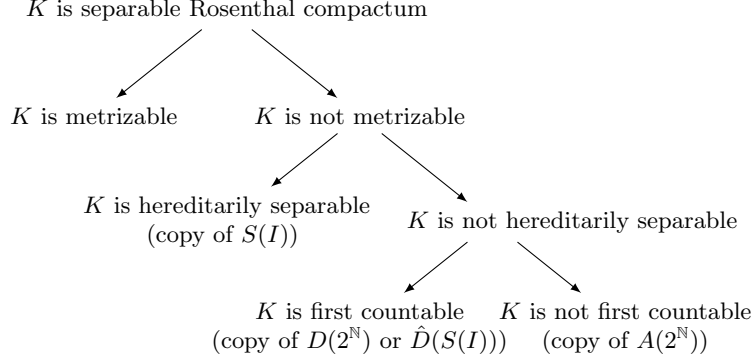 K is separable Rosenthal compactum
K is metrizable
K is not metrizable
K is hereditarily separable
(copy of S(I))
K is not hereditarily separable
K is first countable
(copy of D(2^ℕ) or D̂(S(I)))
K is not first countable
(copy of A(2^ℕ))